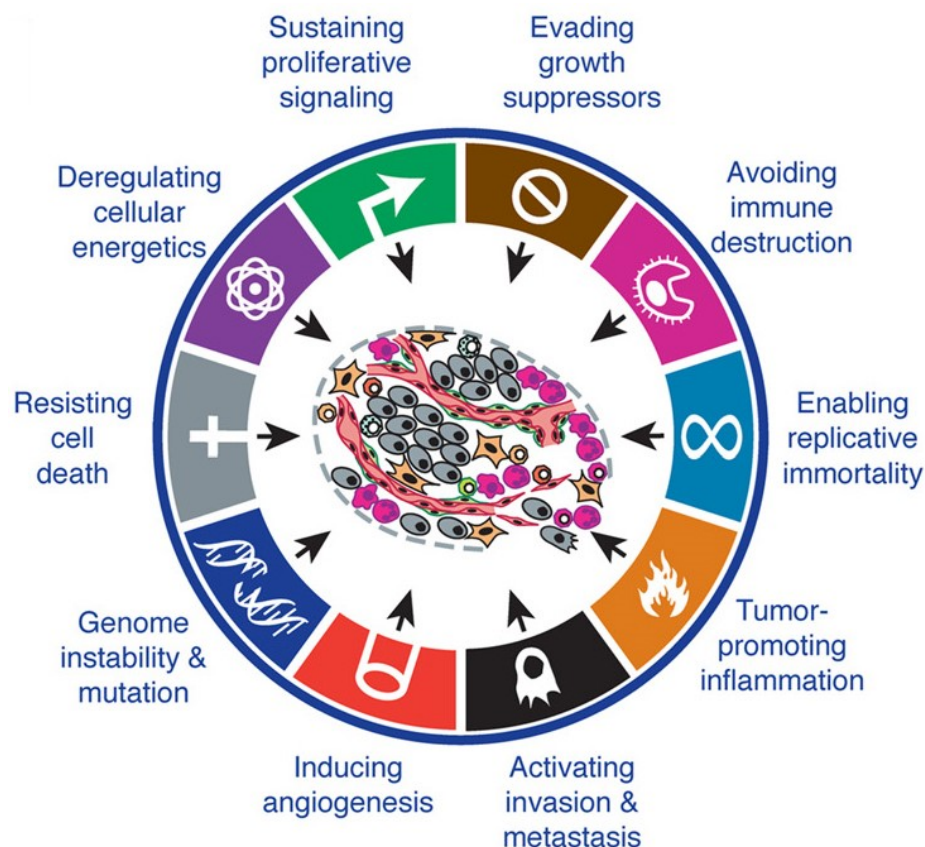 Sustaining
proliferative
signaling
Evading
growth
suppressors
Avoiding
immune
destruction
Enabling
replicative
immortality
Tumor-
promoting
inflammation
Activating
invasion &
metastasis
Inducing
angiogenesis
Genome
instability &
mutation
Resisting
cell
death
Deregulating
cellular
energetics